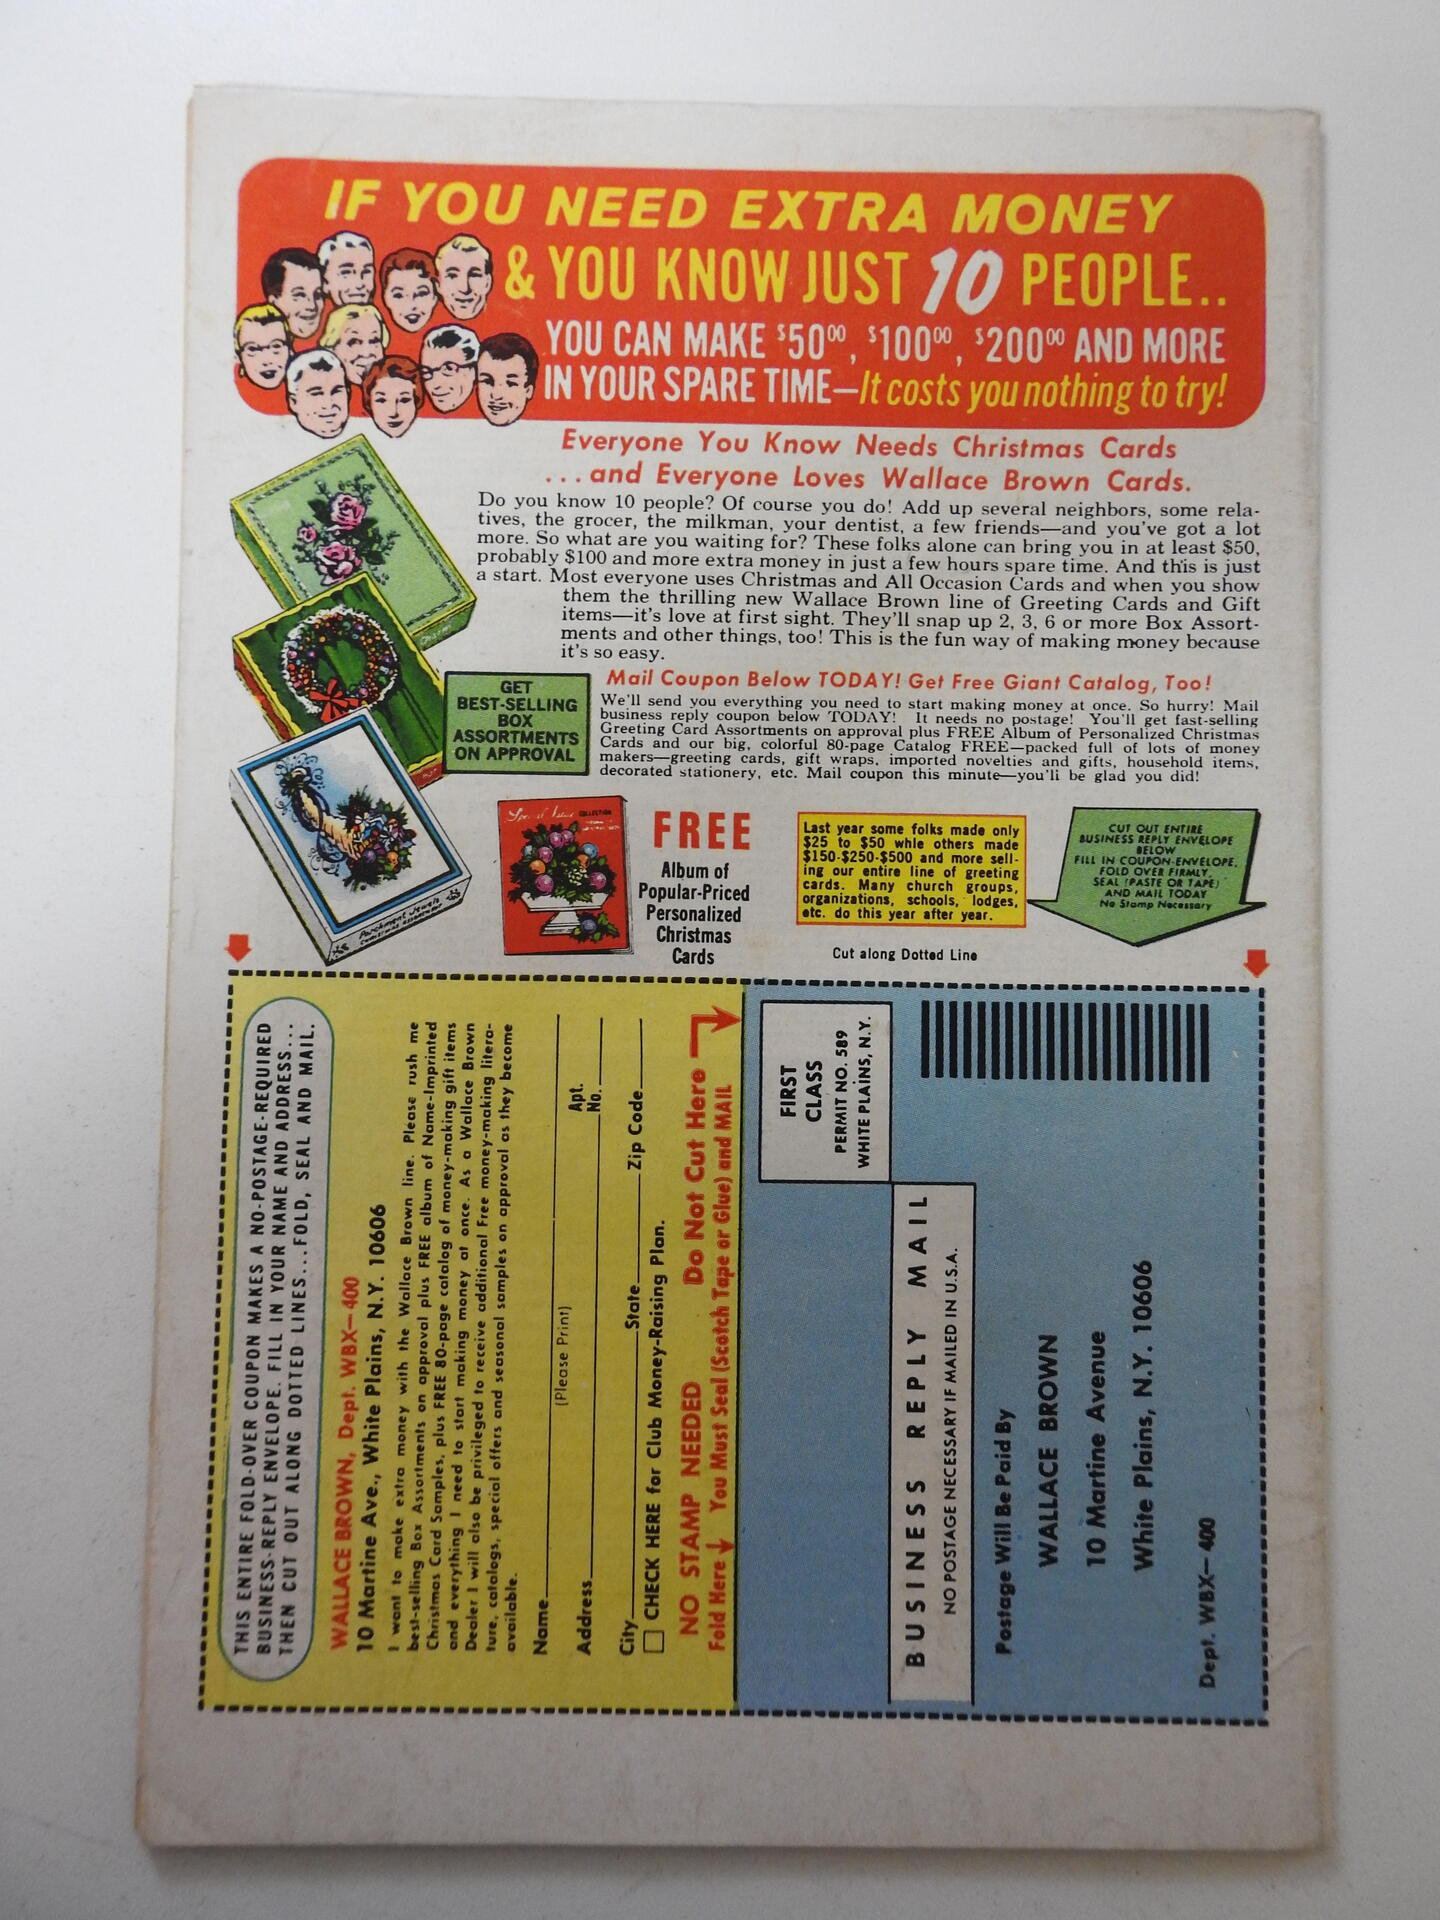 IF YOU NEED EXTRA MONEY
& YOU KNOW JUST 10 PEOPLE..
YOU CAN MAKE $50⁰⁰, $100⁰⁰, $200⁰⁰ AND MORE
IN YOUR SPARE TIME—It costs you nothing to try!
Everyone You Know Needs Christmas Cards
...and Everyone Loves Wallace Brown Cards.
Do you know 10 people? Of course you do! Add up several neighbors, some rela-
tives, the grocer, the milkman, your dentist, a few friends—and you've got a lot
more. So what are you waiting for? These folks alone can bring you in at least $50,
probably $100 and more extra money in just a few hours spare time. And this is just
a start. Most everyone uses Christmas and All Occasion Cards and when you show
them the thrilling new Wallace Brown line of Greeting Cards and Gift
items—it's love at first sight. They'll snap up 2, 3, 6 or more Box Assort-
ments and other things, too! This is the fun way of making money because
it's so easy.
GET
BEST-SELLING
BOX
ASSORTMENTS
ON APPROVAL
Mail Coupon Below TODAY! Get Free Giant Catalog, Too!
We'll send you everything you need to start making money at once. So hurry! Mail
business reply coupon below TODAY! It needs no postage! You'll get fast-selling
Greeting Card Assortments on approval plus FREE Album of Personalized Christmas
Cards and our big, colorful 80-page Catalog FREE—packed full of lots of money
makers—greeting cards, gift wraps, imported novelties and gifts, household items,
decorated stationery, etc. Mail coupon this minute—you'll be glad you did!
Parchment Jewels
CHRISTMAS ASSORTMENT
COLLECTION
FREE
Album of
Popular-Priced
Personalized
Christmas
Cards
Last year some folks made only
$25 to $50 whle others made
$150-$250-$500 and more sell-
ing our entire line of greeting
cards. Many church groups,
organizations, schools, lodges,
etc. do this year after year.
CUT OUT ENTIRE
BUSINESS REPLY ENVELOPE
BELOW
FILL IN COUPON-ENVELOPE,
FOLD OVER FIRMLY,
SEAL (PASTE OR TAPE)
AND MAIL TODAY
No Stamp Necessary
Cut along Dotted Line
THIS ENTIRE FOLD-OVER COUPON MAKES A NO-POSTAGE-REQUIRED
BUSINESS-REPLY ENVELOPE. FILL IN YOUR NAME AND ADDRESS...
THEN CUT OUT ALONG DOTTED LINES...FOLD, SEAL AND MAIL.
WALLACE BROWN, Dept. WBX—400
10 Martine Ave., White Plains, N.Y. 10606
I want to make extra money with the Wallace Brown line. Please rush me
best-selling Box Assortments on approval plus FREE album of Name-Imprinted
Christmas Card Samples, plus FREE 80-page catalog of money-making gift items
and everything I need to start making money at once. As a Wallace Brown
Dealer I will also be privileged to receive additional Free money-making litera-
ture, catalogs, special offers and seasonal samples on approval as they become
available.
Name
(Please Print)
Address Apt. No.
City State Zip Code
CHECK HERE for Club Money-Raising Plan.
NO STAMP NEEDED Do Not Cut Here
Fold Here You Must Seal (Scotch Tape or Glue) and MAIL
FIRST
CLASS
PERMIT NO. 589
WHITE PLAINS, N.Y.
BUSINESS REPLY MAIL
NO POSTAGE NECESSARY IF MAILED IN U.S.A.
Postage Will Be Paid By
WALLACE BROWN
10 Martine Avenue
White Plains, N.Y. 10606
Dept. WBX—400